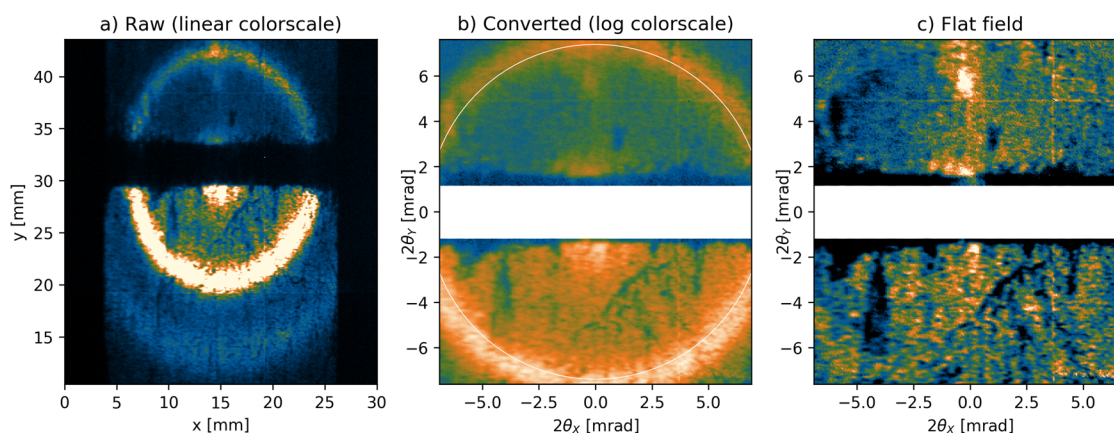 a) Raw (linear colorscale)
b) Converted (log colorscale)
c) Flat field
y [mm]
40
35
30
25
20
15
0 5 10 15 20 25 30
x [mm]
2θY [mrad]
6
4
2
0
−2
−4
−6
−5.0 −2.5 0.0 2.5 5.0
2θX [mrad]
2θY [mrad]
6
4
2
0
−2
−4
−6
−5.0 −2.5 0.0 2.5 5.0
2θX [mrad]